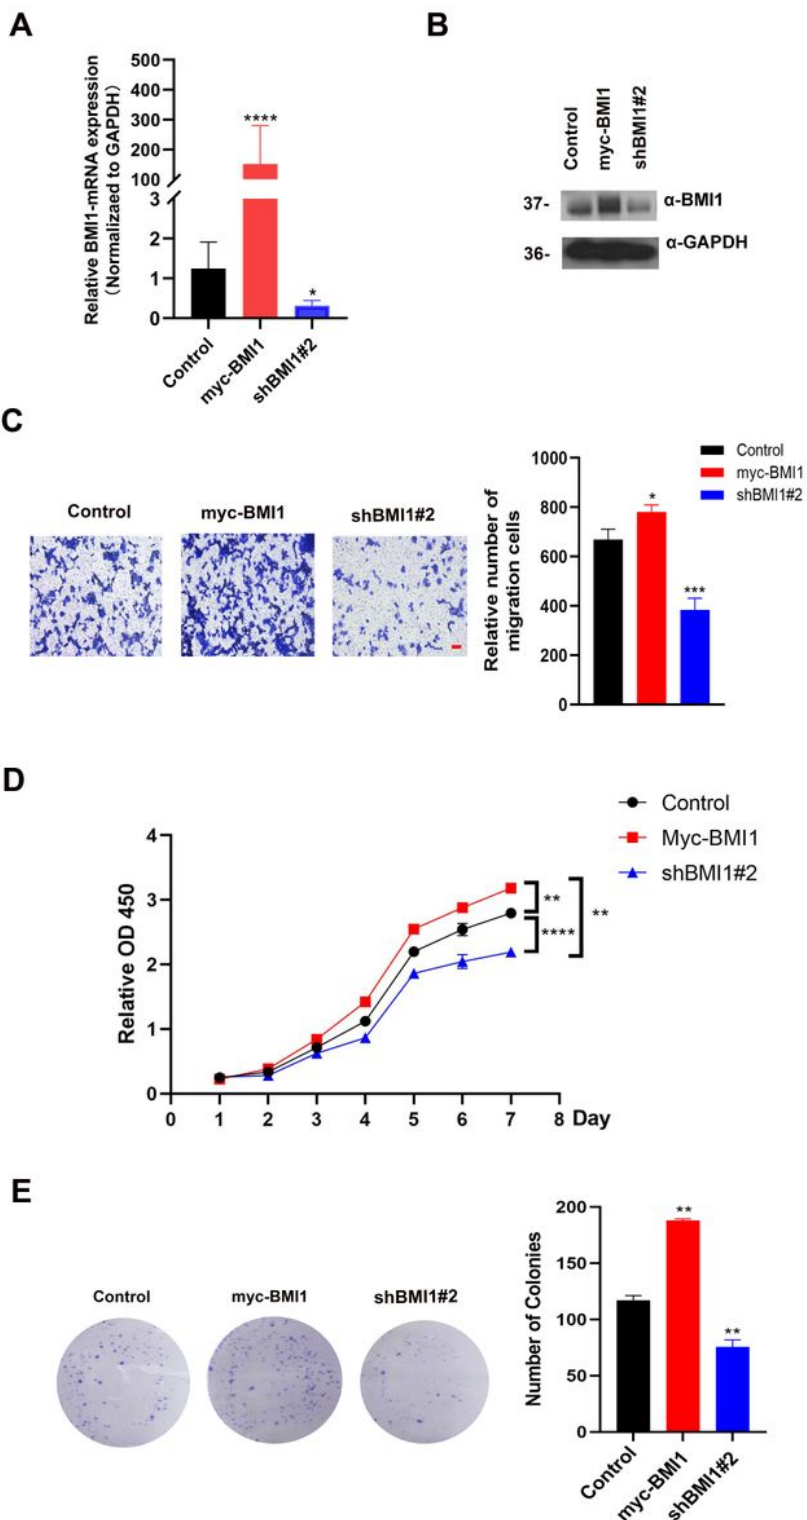 A
Relative BMI1-mRNA expression
(Normalizaed to GAPDH)
500
400
300
200
100
3
2
1
0
****
*
Control
myc-BMI1
shBMI1#2
B
Control
myc-BMI1
shBMI1#2
37-
α-BMI1
36-
α-GAPDH
C
Control
myc-BMI1
shBMI1#2
Relative number of
migration cells
1000
800
600
400
200
0
*
***
Control
myc-BMI1
shBMI1#2
D
Relative OD 450
4
3
2
1
0
0 1 2 3 4 5 6 7 8 Day
Control
Myc-BMI1
shBMI1#2
**
****
**
E
Control
myc-BMI1
shBMI1#2
Number of Colonies
200
150
100
50
0
**
**
Control
myc-BMI1
shBMI1#2